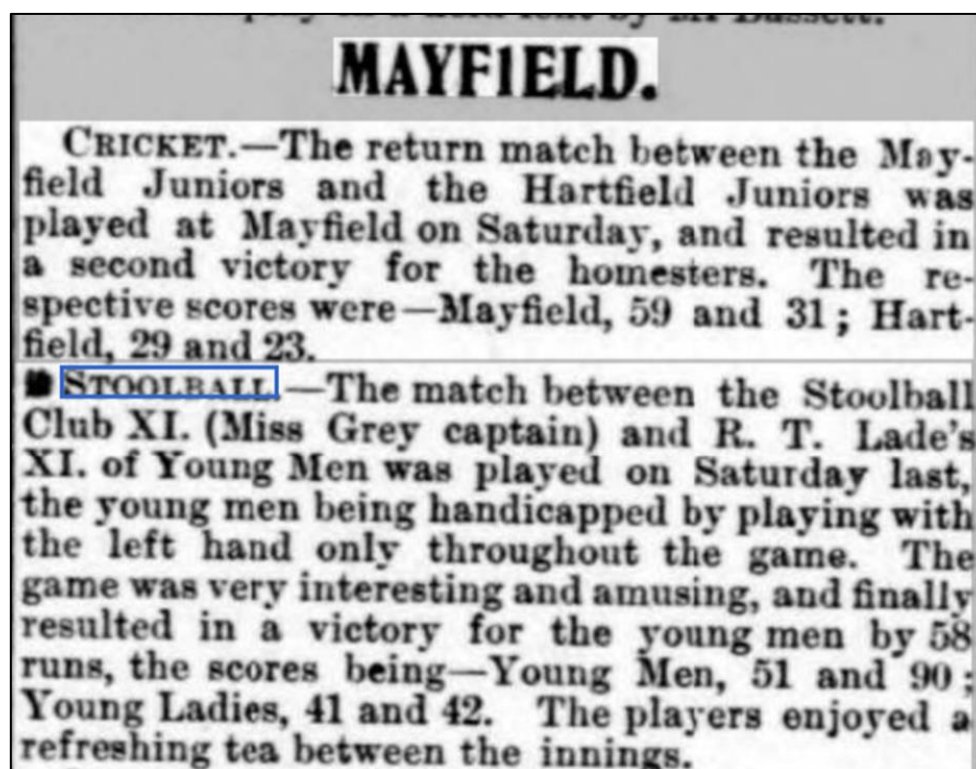 MAYFIELD.
CRICKET.—The return match between the May-
field Juniors and the Hartfield Juniors was
played at Mayfield on Saturday, and resulted in
a second victory for the homesters. The re-
spective scores were—Mayfield, 59 and 31; Hart-
field, 29 and 23.
STOOLBALL.—The match between the Stoolball
Club XI. (Miss Grey captain) and R. T. Lade's
XI. of Young Men was played on Saturday last,
the young men being handicapped by playing with
the left hand only throughout the game. The
game was very interesting and amusing, and finally
resulted in a victory for the young men by 58
runs, the scores being—Young Men, 51 and 90;
Young Ladies, 41 and 42. The players enjoyed a
refreshing tea between the innings.